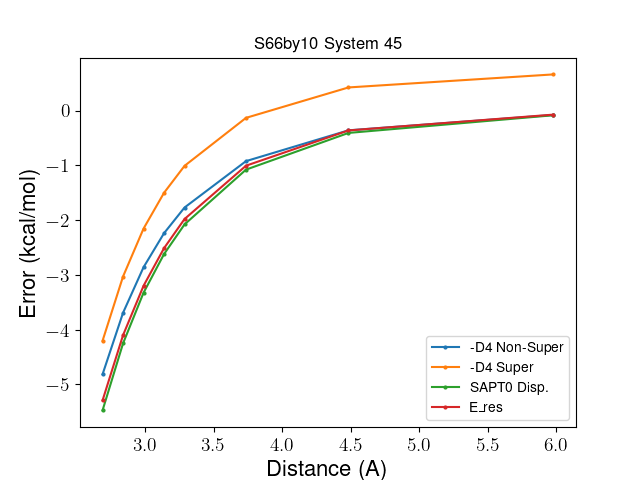 S66by10 System 45
Error (kcal/mol)
0
−1
−2
−3
−4
−5
-D4 Non-Super
-D4 Super
SAPT0 Disp.
E_res
3.0 3.5 4.0 4.5 5.0 5.5 6.0
Distance (A)